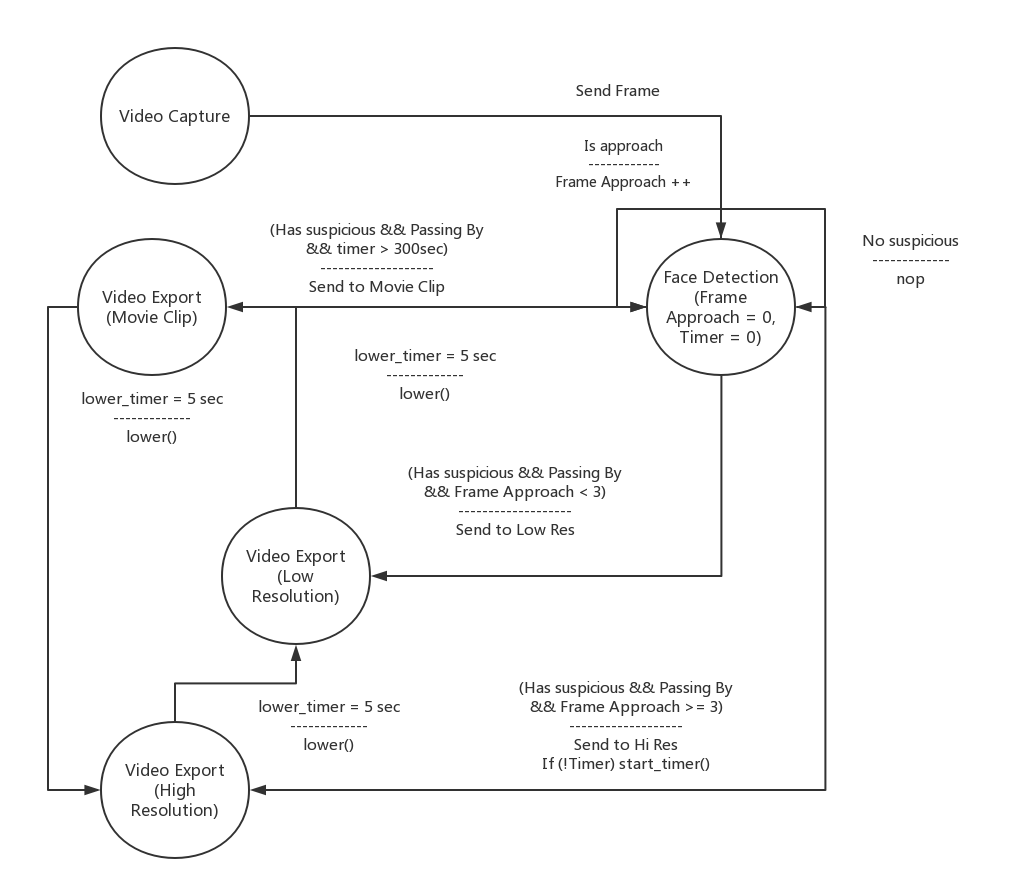 Send Frame
Video Capture
Is approach
------------
Frame Approach ++
(Has suspicious && Passing By
&& timer > 300sec)
-------------------
Send to Movie Clip
No suspicious
-------------
nop
Video Export
(Movie Clip)
Face Detection
(Frame
Approach = 0,
Timer = 0)
lower_timer = 5 sec
-------------
lower()
lower_timer = 5 sec
-------------
lower()
(Has suspicious && Passing By
&& Frame Approach < 3)
-------------------
Send to Low Res
Video Export
(Low
Resolution)
(Has suspicious && Passing By
&& Frame Approach >= 3)
-------------------
Send to Hi Res
If (!Timer) start_timer()
lower_timer = 5 sec
-------------
lower()
Video Export
(High
Resolution)